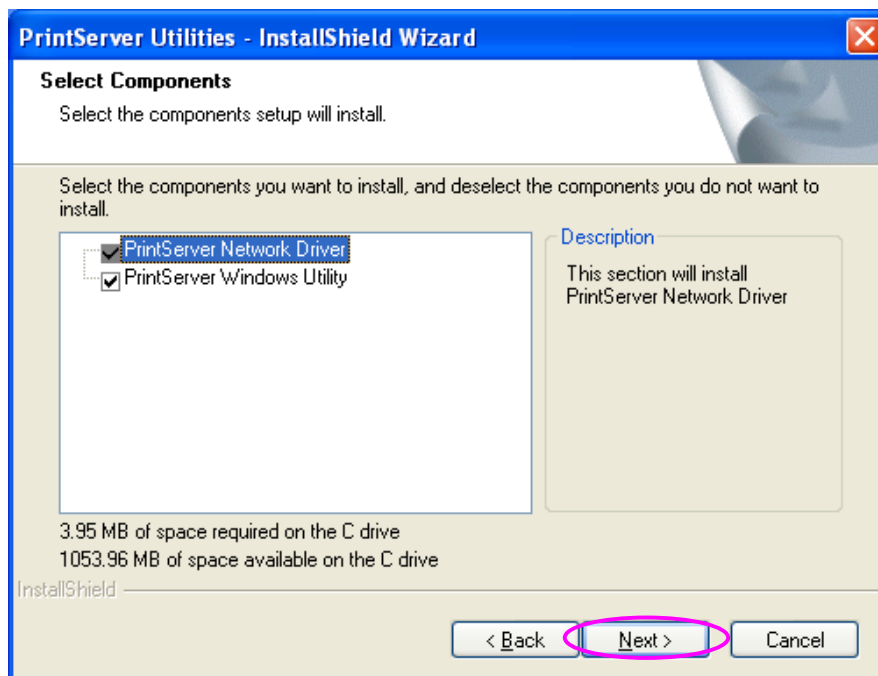 PrintServer Utilities - InstallShield Wizard
Select Components
Select the components setup will install.
Select the components you want to install, and deselect the components you do not want to
install.
PrintServer Network Driver
PrintServer Windows Utility
Description
This section will install
PrintServer Network Driver
3.95 MB of space required on the C drive
1053.96 MB of space available on the C drive
InstallShield
< Back
Next >
Cancel